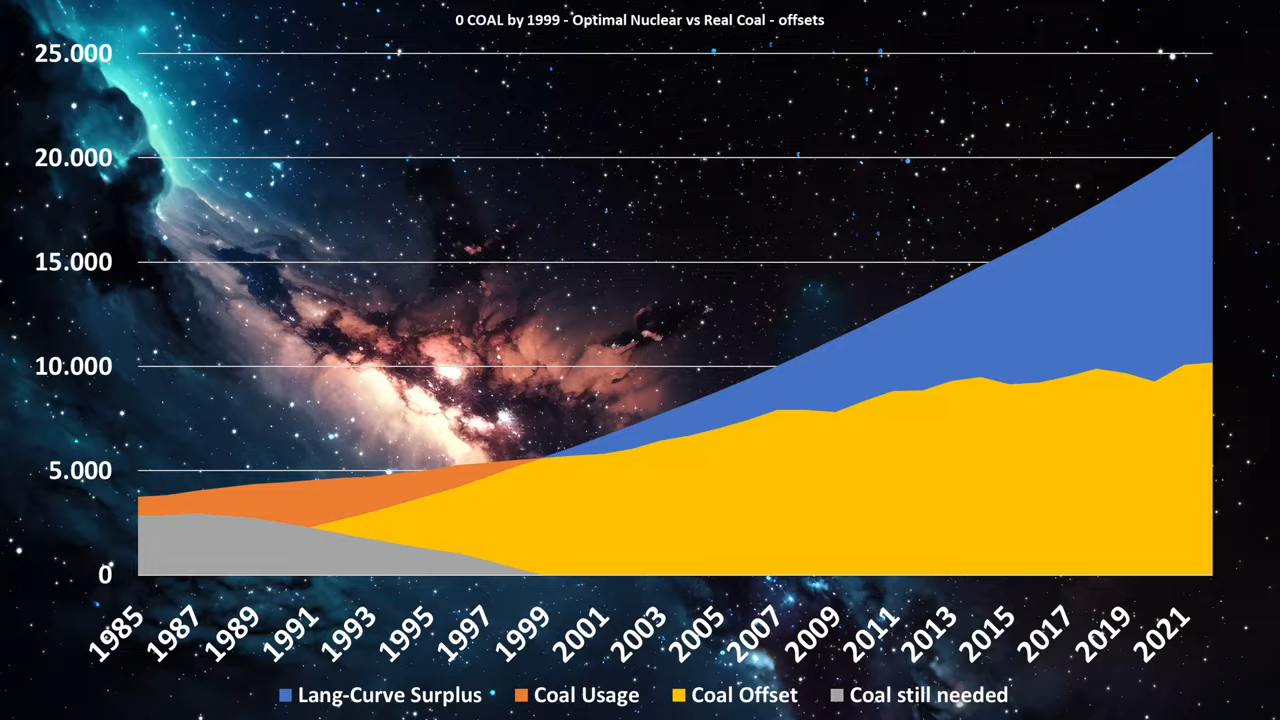 0 COAL by 1999 - Optimal Nuclear vs Real Coal - offsets
25.000
20.000
15.000
10.000
5.000
0
1985 1987 1989 1991 1993 1995 1997 1999 2001 2003 2005 2007 2009 2011 2013 2015 2017 2019 2021
Lang-Curve Surplus Coal Usage Coal Offset Coal still needed